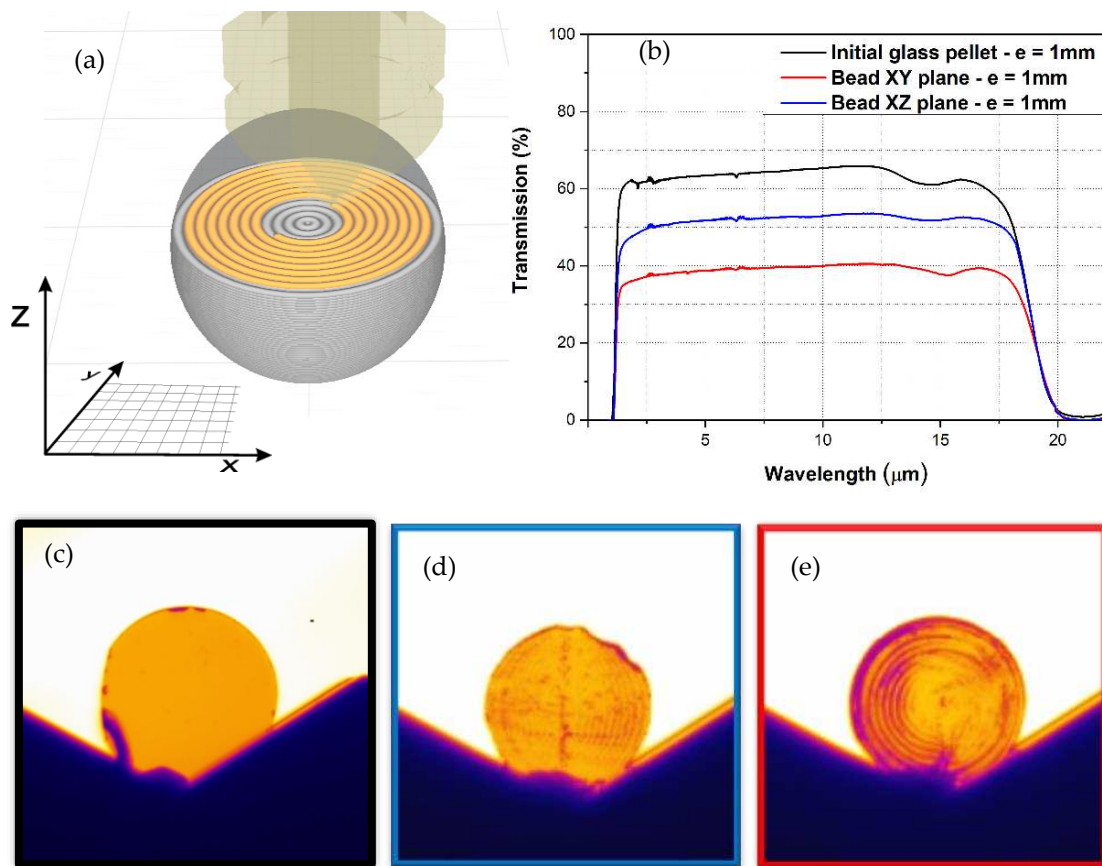 (a)
Z
y
x
(b)
Initial glass pellet - e = 1mm
Bead XY plane - e = 1mm
Bead XZ plane - e = 1mm
Transmission (%)
100
80
60
40
20
0
5
10
15
20
Wavelength (μm)
(c)
(d)
(e)